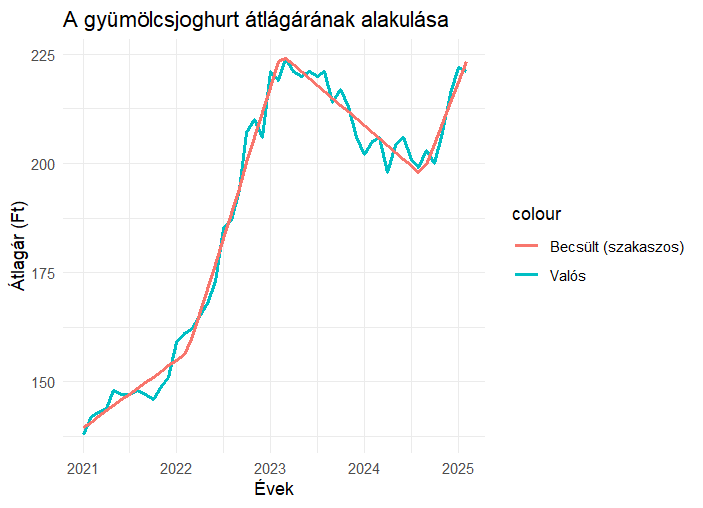 A gyümölcsjoghurt átlagárának alakulása
225
200
175
150
Átlagár (Ft)
2021
2022
2023
2024
2025
Évek
colour
Becsült (szakaszos)
Valós